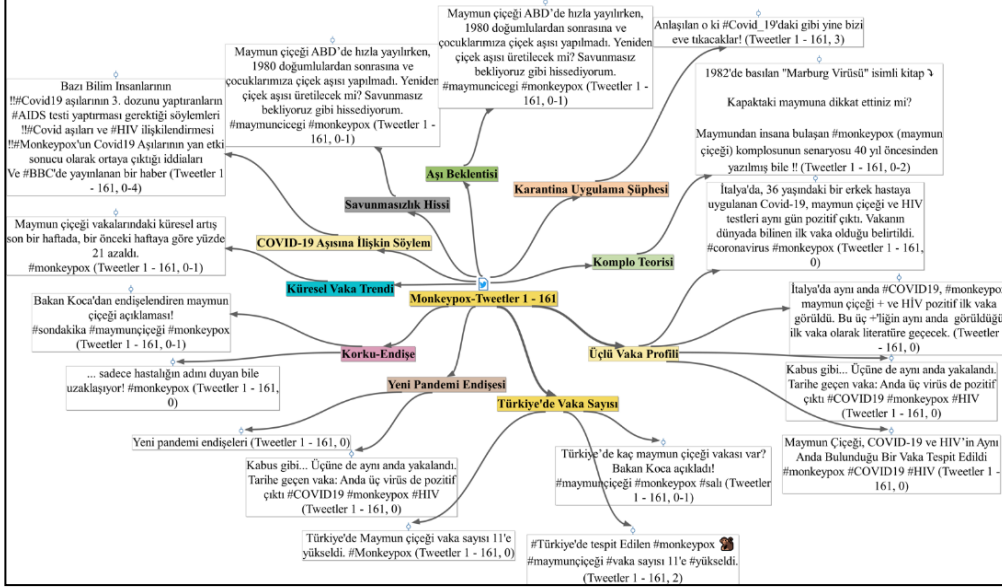 Maymun çiçeği ABD'de hızla yayılırken,
1980 doğumlulardan sonrasına ve
çocuklarımıza çiçek aşısı yapılmadı. Yeniden
çiçek aşısı üretilecek mi? Savunmasız
bekliyoruz gibi hissediyorum.
#maymuncicegi #monkeypox (Tweetler 1 -
161, 0-1)
Maymun çiçeği ABD'de hızla yayılırken,
1980 doğumlulardan sonrasına ve
çocuklarımıza çiçek aşısı yapılmadı. Yeniden
çiçek aşısı üretilecek mi? Savunmasız
bekliyoruz gibi hissediyorum.
#maymuncicegi #monkeypox (Tweetler 1 -
161, 0-1)
Anlaşılan o ki #Covid_19'daki gibi yine bizi
eve tıkacaklar! (Tweetler 1 - 161, 3)
Bazı Bilim Insanlarının
!!#Covid19 aşılarının 3. dozunu yaptıranların
#AIDS testi yaptırması gerektiği söylemleri
!!#Covid aşıları ve #HIV ilişkilendirmesi
!!#Monkeypox'un Covid19 Aşılarının yan etki
sonucu olarak ortaya çıktığı iddiaları
Ve #BBC'de yayınlanan bir haber (Tweetler 1
- 161, 0-4)
1982'de basılan "Marburg Virüsü" isimli kitap ⤵
Kapaktaki maymuna dikkat ettiniz mi?
Maymundan insana bulaşan #monkeypox (maymun
çiçeği) komplosunun senaryosu 40 yıl öncesinden
yazılmış bile !! (Tweetler 1 - 161, 0-2)
Aşı Beklentisi
Karantina Uygulama Şüphesi
Savunmasızlık Hissi
COVID-19 Aşısına İlişkin Söylem
Komplo Teorisi
Maymun çiçeği vakalarındaki küresel artış
son bir haftada, bir önceki haftaya göre yüzde
21 azaldı.
#monkeypox (Tweetler 1 - 161, 0-1)
Küresel Vaka Trendi
Monkeypox-Tweetler 1 - 161
İtalya'da, 36 yaşındaki bir erkek hastaya
uygulanan Covid-19, maymun çiçeği ve HIV
testleri aynı gün pozitif çıktı. Vakanın
dünyada bilinen ilk vaka olduğu belirtildi.
#coronavirus #monkeypox (Tweetler 1 - 161,
0)
Bakan Koca'dan endişelendiren maymun
çiçeği açıklaması!
#sondakika #maymunçiçeği #monkeypox
(Tweetler 1 - 161, 0-1)
Korku-Endişe
Üçlü Vaka Profili
İtalya'da aynı anda #COVID, #monkeypox
maymun çiçeği + ve HİV pozitif ilk vaka
görüldü. Bu üç +'liğin aynı anda görüldüğü
ilk vaka olarak literatüre geçecek. (Tweetler 1
- 161, 0)
... sadece hastalığın adını duyan bile
uzaklaşıyor! #monkeypox (Tweetler 1 - 161,
0)
Yeni Pandemi Endişesi
Türkiye'de Vaka Sayısı
Kabus gibi... Üçüne de aynı anda yakalandı.
Tarihe geçen vaka: Anda üç virüs de pozitif
çıktı #COVID19 #monkeypox #HIV
(Tweetler 1 - 161, 0)
Yeni pandemi endişeleri (Tweetler 1 - 161, 0)
Kabus gibi... Üçüne de aynı anda yakalandı.
Tarihe geçen vaka: Anda üç virüs de pozitif
çıktı #COVID19 #monkeypox #HIV
(Tweetler 1 - 161, 0)
Türkiye'de kaç maymun çiçeği vakası var?
Bakan Koca açıkladı!
#maymunçiçeği #monkeypox #salı (Tweetler
1 - 161, 0-1)
Maymun Çiçeği, COVID-19 ve HIV'in Aynı
Anda Bulunduğu Bir Vaka Tespit Edildi
#monkeypox #COVID19 #HIV (Tweetler 1 -
161, 0)
Türkiye'de Maymun çiçeği vaka sayısı 11'e
yükseldi. #Monkeypox (Tweetler 1 - 161, 0)
#Türkiye'de tespit Edilen #monkeypox 🐒
#maymunçiçeği #vaka sayısı 11'e #yükseldi.
(Tweetler 1 - 161, 2)